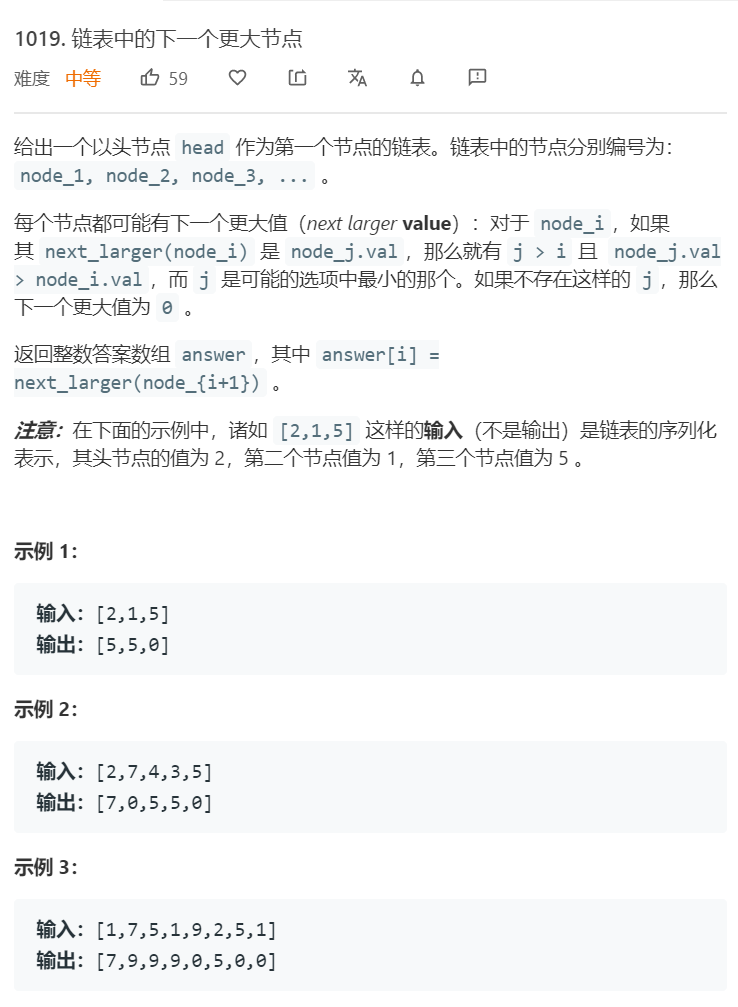 1019. 链表中的下一个更大节点
难度 中等 59
给出一个以头节点 head 作为第一个节点的链表。链表中的节点分别编号为：
node_1, node_2, node_3, ... 。
每个节点都可能有下一个更大值（next larger value）：对于 node_i，如果
其 next_larger(node_i) 是 node_j.val，那么就有 j > i 且 node_j.val
> node_i.val，而 j 是可能的选项中最小的那个。如果不存在这样的 j，那么
下一个更大值为 0 。
返回整数答案数组 answer，其中 answer[i] =
next_larger(node_{i+1}) 。
注意：在下面的示例中，诸如 [2,1,5] 这样的输入（不是输出）是链表的序列化
表示，其头节点的值为 2，第二个节点值为 1，第三个节点值为 5 。
示例 1：
输入：[2,1,5]
输出：[5,5,0]
示例 2：
输入：[2,7,4,3,5]
输出：[7,0,5,5,0]
示例 3：
输入：[1,7,5,1,9,2,5,1]
输出：[7,9,9,9,0,5,0,0]